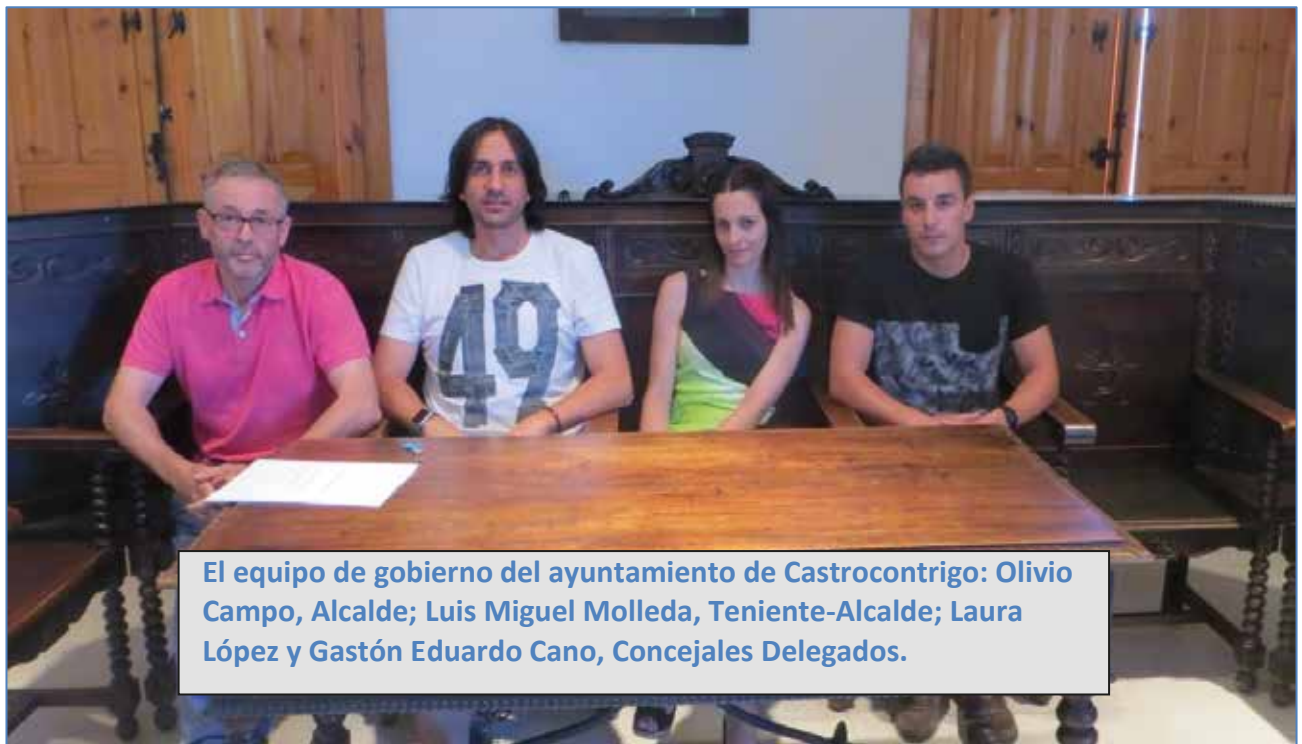 49
El equipo de gobierno del ayuntamiento de Castrocontrigo: Olivio
Campo, Alcalde; Luis Miguel Molleda, Teniente-Alcalde; Laura
López y Gastón Eduardo Cano, Concejales Delegados.